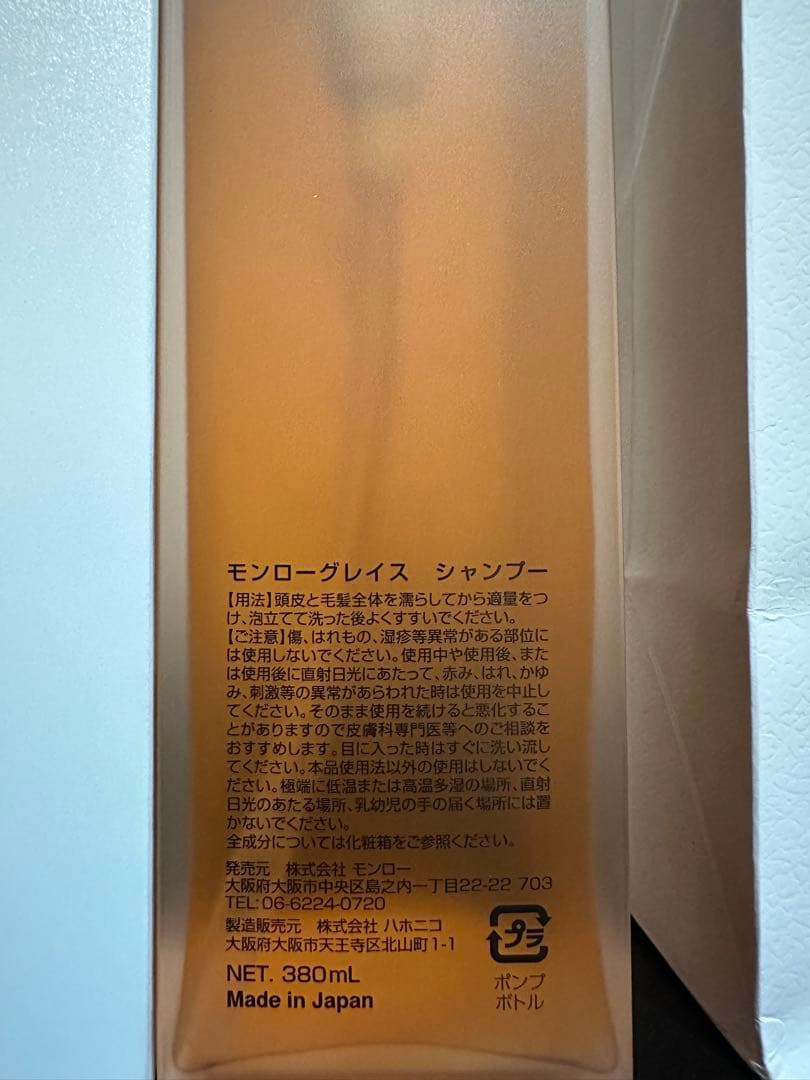 モンローグレイス　シャンプー
【用法】頭皮と毛髪全体を濡らしてから適量をつ
け、泡立てて洗った後よくすすいでください。
【ご注意】傷、はれもの、湿疹等異常がある部位に
は使用しないでください。使用中や使用後、また
は使用後に直射日光にあたって、赤み、はれ、かゆ
み、刺激等の異常があらわれた時は使用を中止し
てください。そのまま使用を続けると悪化するこ
とがありますので皮膚科専門医等へのご相談を
おすすめします。目に入った時はすぐに洗い流し
てください。本品使用法以外の使用はしないでく
ださい。極端に低温または高温多湿の場所、直射
日光のあたる場所、乳幼児の手の届く場所には置
かないでください。
全成分については化粧箱をご参照ください。
発売元　株式会社 モンロー
大阪府大阪市中央区島之内一丁目22-22 703
TEL:06-6224-0720
製造販売元　株式会社 ハホニコ
大阪府大阪市天王寺区北山町1-1
NET. 380mL
Made in Japan
プラ
ポンプ
ボトル